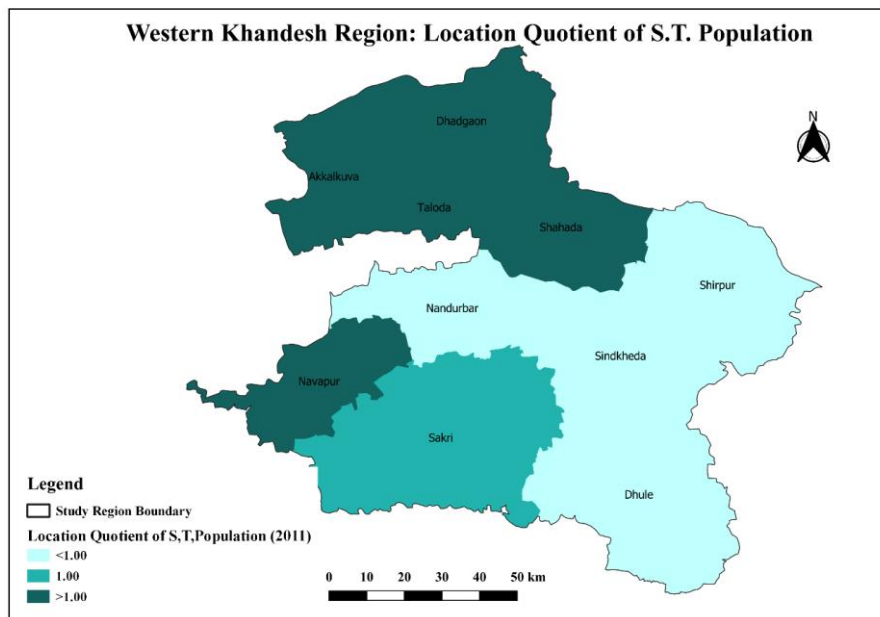 Western Khandesh Region: Location Quotient of S.T. Population
N
Dhadgaon
Akkalkuva
Taloda
Shahada
Shirpur
Nandurbar
Sindkheda
Navapur
Sakri
Dhule
Legend
Study Region Boundary
Location Quotient of S,T,Population (2011)
<1.00
1.00
>1.00
0 10 20 30 40 50 km